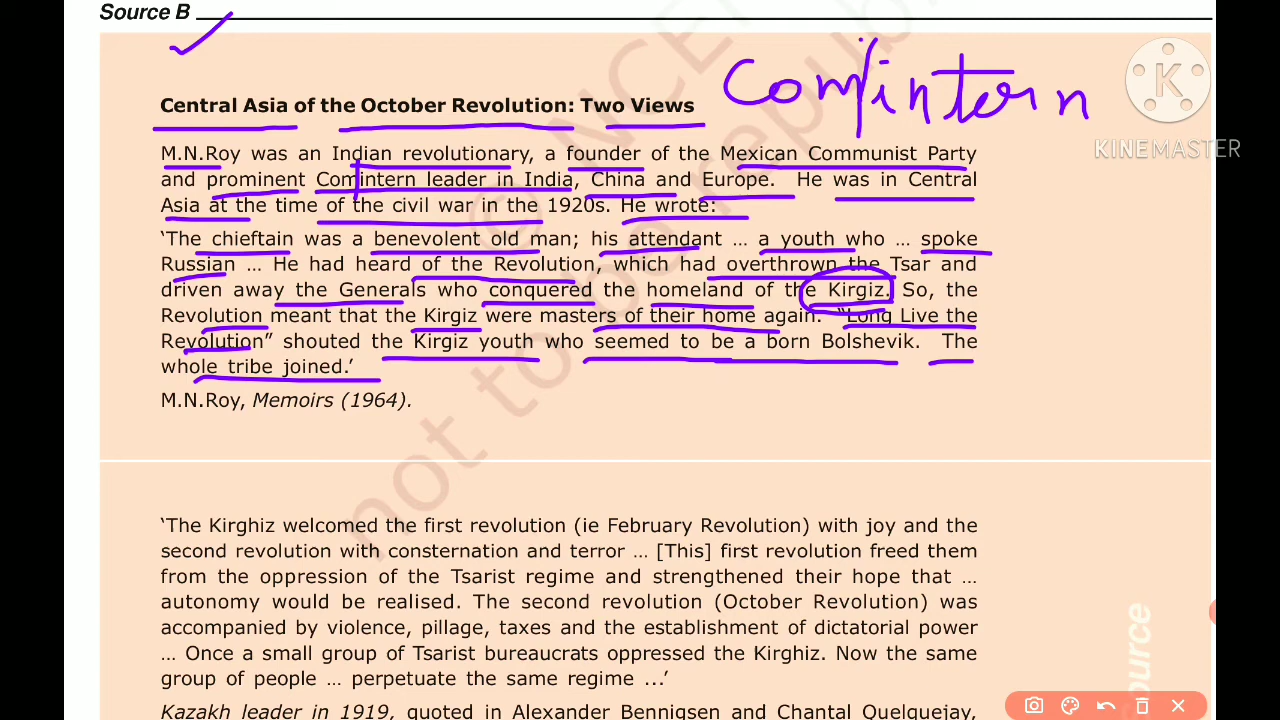 Source B
Com/intern
K
KINEMASTER
Central Asia of the October Revolution: Two Views
M.N.Roy was an Indian revolutionary, a founder of the Mexican Communist Party
and prominent Comintern leader in India, China and Europe. He was in Central
Asia at the time of the civil war in the 1920s. He wrote:
‘The chieftain was a benevolent old man; his attendant … a youth who … spoke
Russian … He had heard of the Revolution, which had overthrown the Tsar and
driven away the Generals who conquered the homeland of the Kirgiz. So, the
Revolution meant that the Kirgiz were masters of their home again. “Long Live the
Revolution” shouted the Kirgiz youth who seemed to be a born Bolshevik. The
whole tribe joined.’
M.N.Roy, Memoirs (1964).
‘The Kirghiz welcomed the first revolution (ie February Revolution) with joy and the
second revolution with consternation and terror … [This] first revolution freed them
from the oppression of the Tsarist regime and strengthened their hope that …
autonomy would be realised. The second revolution (October Revolution) was
accompanied by violence, pillage, taxes and the establishment of dictatorial power
… Once a small group of Tsarist bureaucrats oppressed the Kirghiz. Now the same
group of people … perpetuate the same regime ...’
Kazakh leader in 1919, quoted in Alexander Bennigsen and Chantal Quelquejay,
not to be republ
© NCE
ource